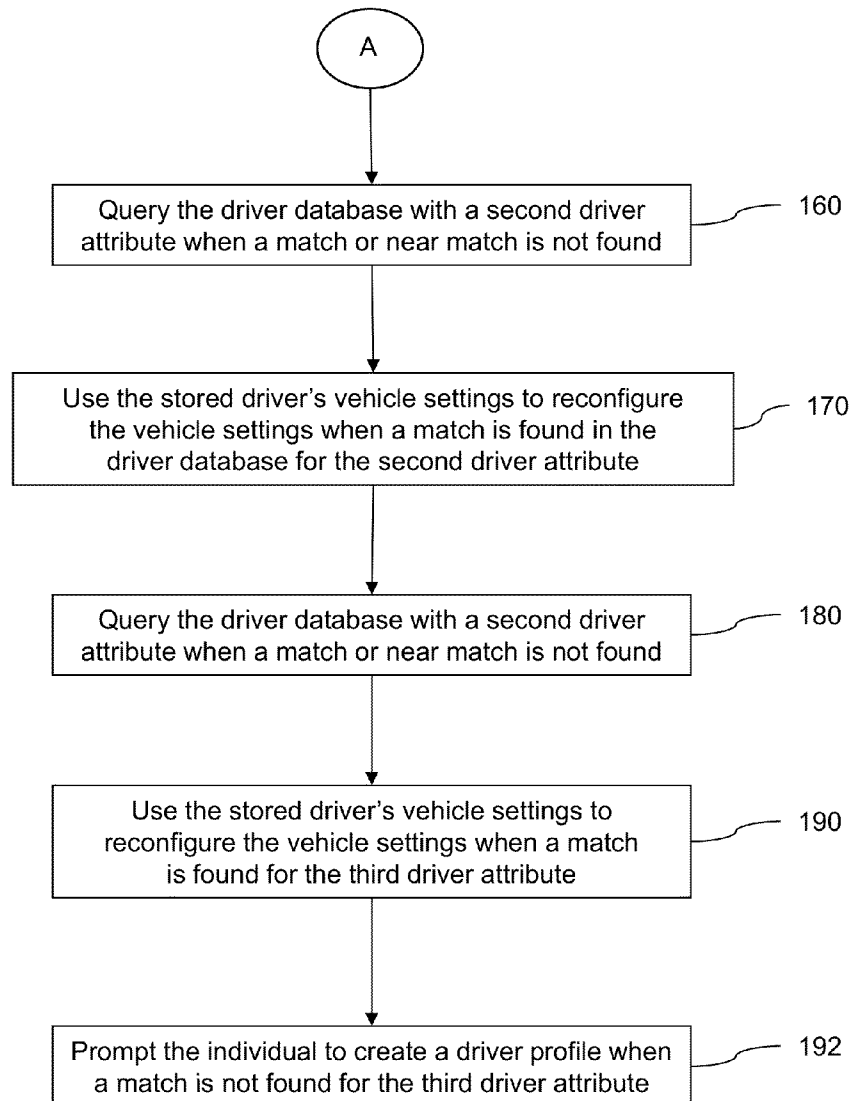 A
Query the driver database with a second driver
attribute when a match or near match is not found
160
Use the stored driver's vehicle settings to reconfigure
the vehicle settings when a match is found in the
driver database for the second driver attribute
170
Query the driver database with a second driver
attribute when a match or near match is not found
180
Use the stored driver's vehicle settings to
reconfigure the vehicle settings when a match
is found for the third driver attribute
190
Prompt the individual to create a driver profile when
a match is not found for the third driver attribute
192